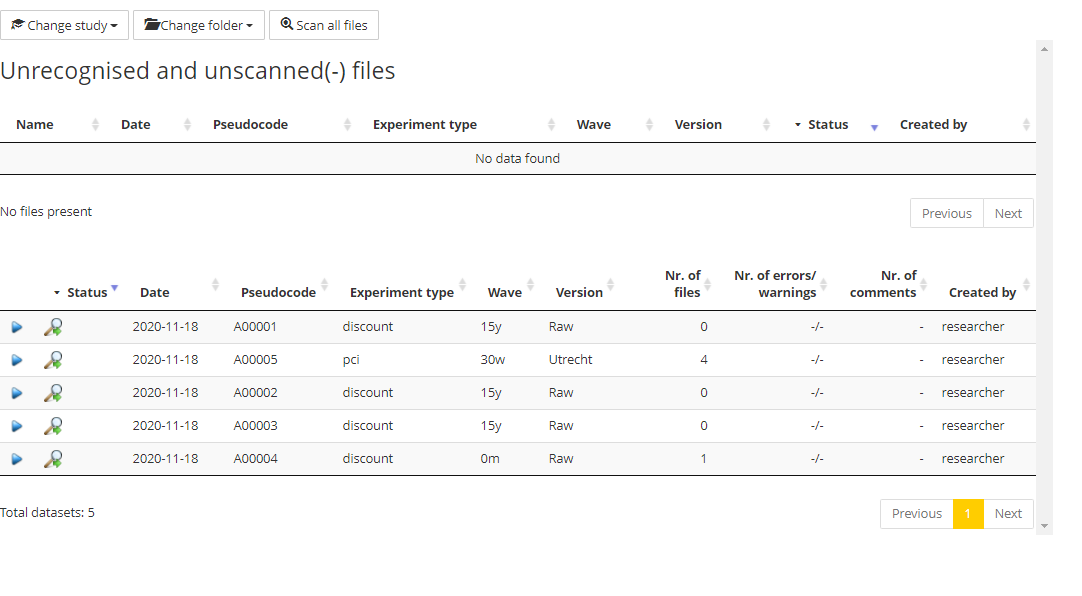 Change study Change folder Scan all files
Unrecognised and unscanned(-) files
Name Date Pseudocode Experiment type Wave Version Status Created by
No data found
No files present Previous Next
Status Date Pseudocode Experiment type Wave Version Nr. of files Nr. of errors/ warnings Nr. of comments Created by
2020-11-18 A00001 discount 15y Raw 0 -/- - researcher
2020-11-18 A00005 pci 30w Utrecht 4 -/- - researcher
2020-11-18 A00002 discount 15y Raw 0 -/- - researcher
2020-11-18 A00003 discount 15y Raw 0 -/- - researcher
2020-11-18 A00004 discount 0m Raw 1 -/- - researcher
Total datasets: 5 Previous 1 Next